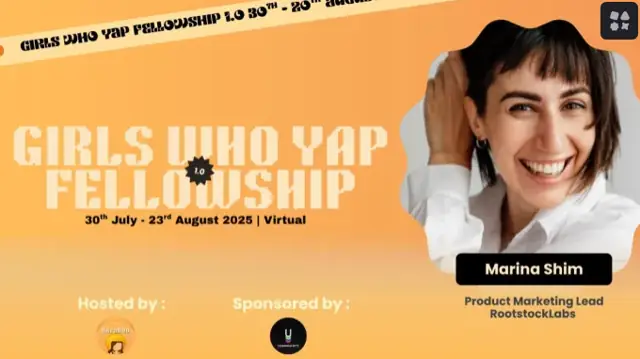 GIRLS WHO YAP FELLOWSHIP 1.0 30TH - 20TH AUGU
GIRLS WHO YAP
1.0
FELLOWSHIP
30th July - 23rd August 2025 | Virtual
Marina Shim
Product Marketing Lead
RootstockLabs
Hosted by :
Sponsored by :